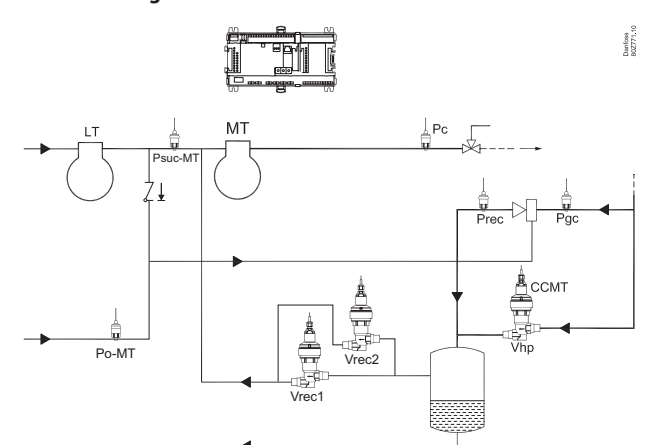 Danfoss
80Z771.10
LT
MT
Psuc-MT
Pc
Prec
Pgc
CCMT
Vhp
Po-MT
Vrec2
Vrec1